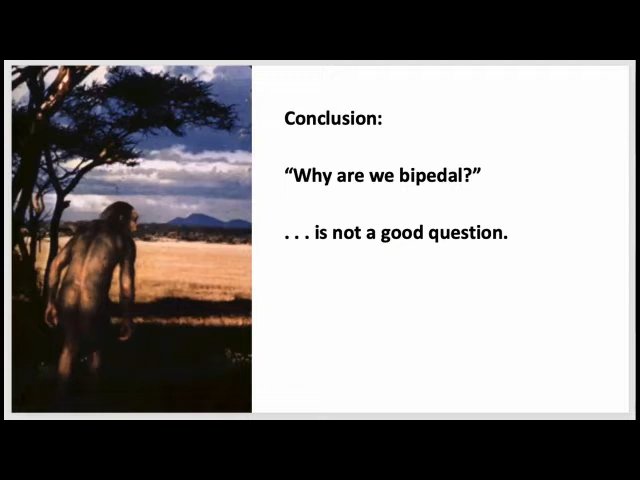 Conclusion:
“Why are we bipedal?”
. . . is not a good question.